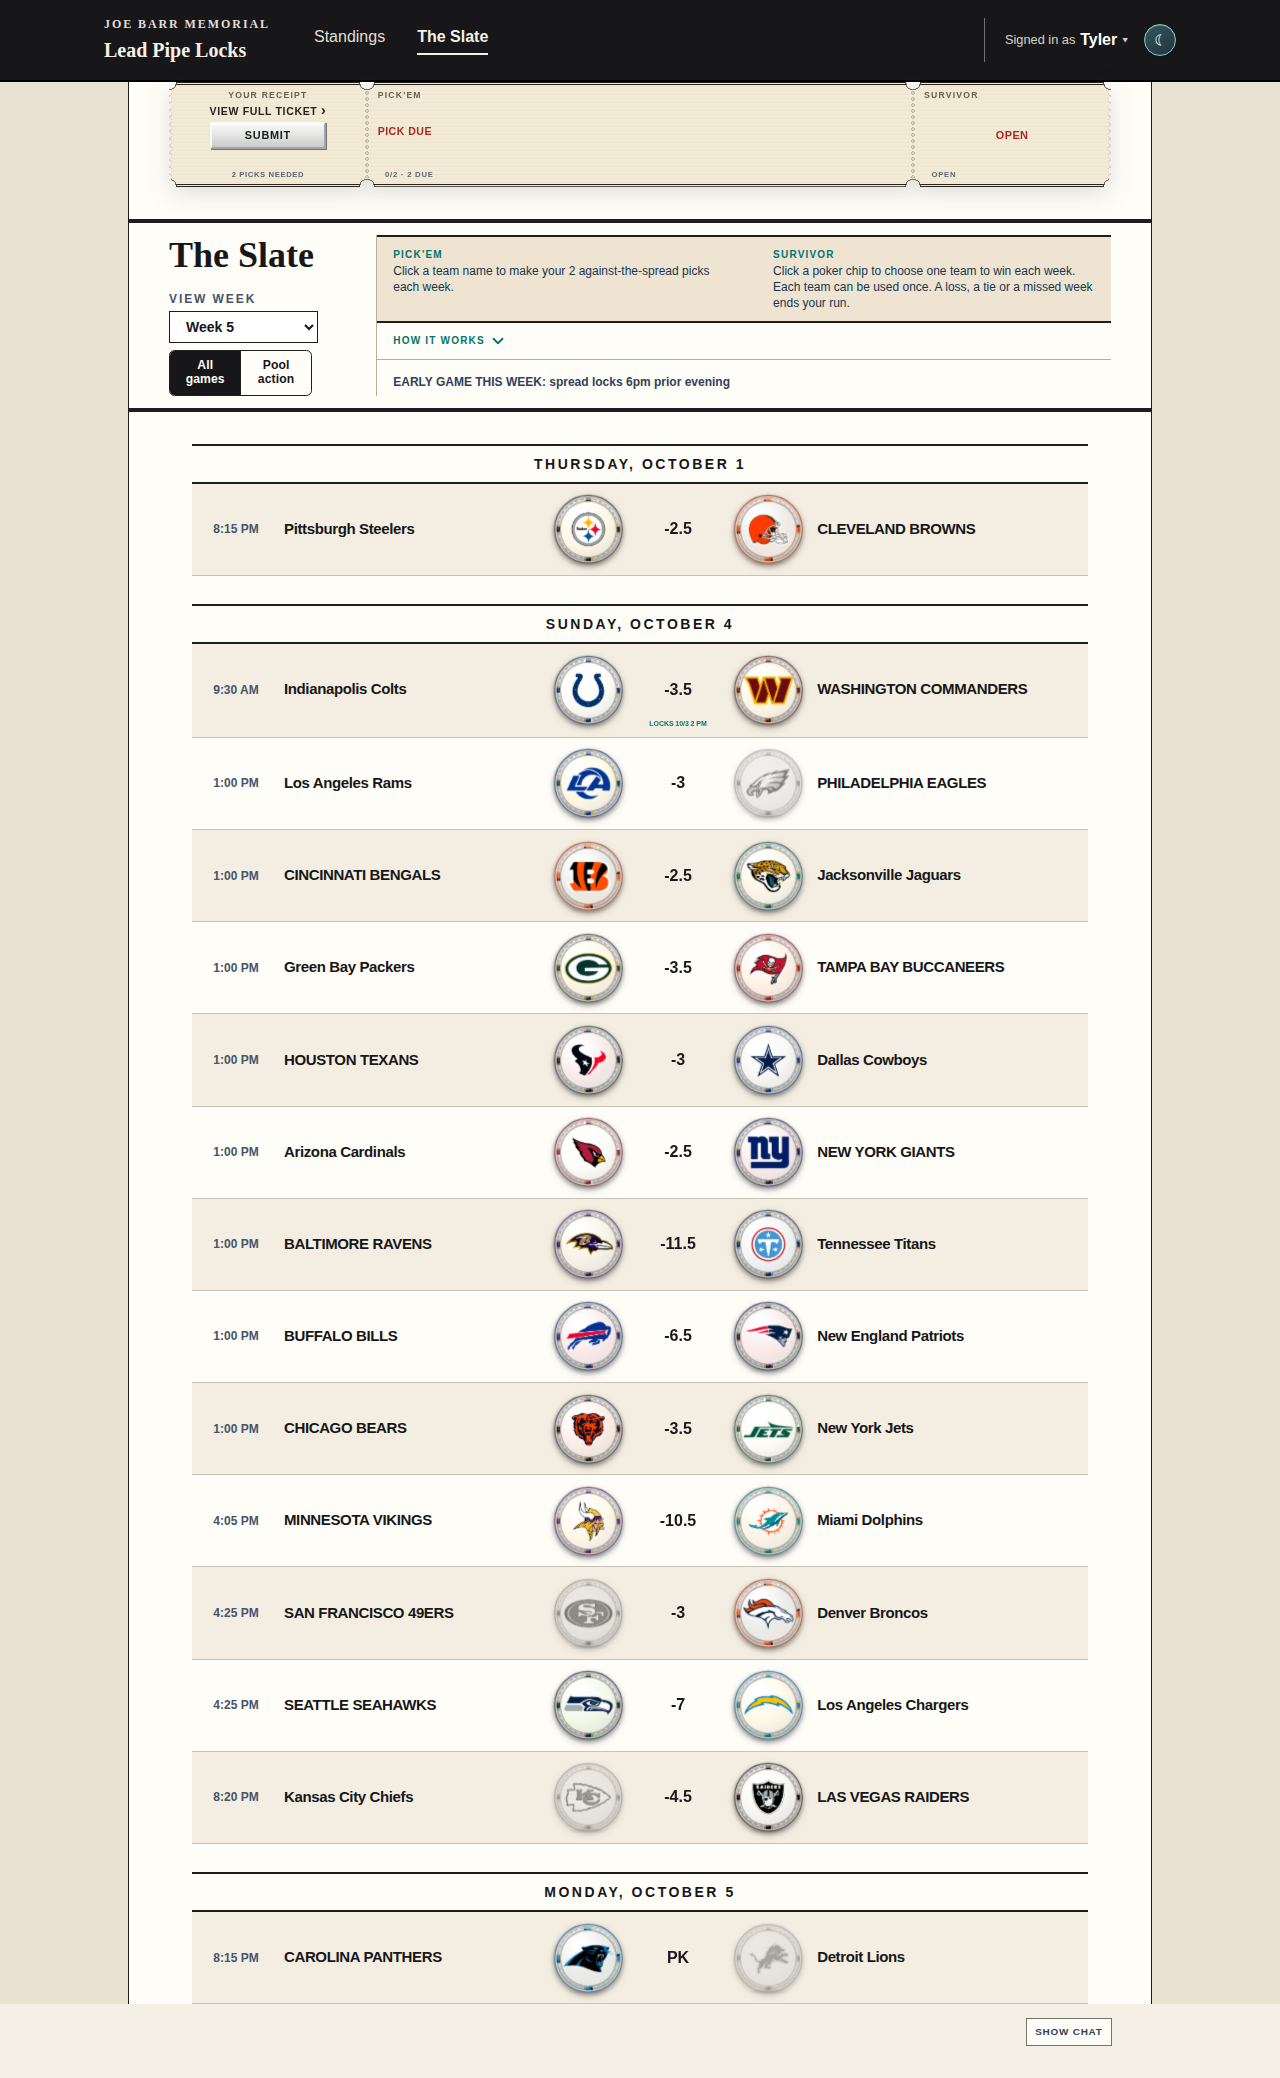 JOE BARR MEMORIAL
Lead Pipe Locks
Standings
The Slate
Signed in as Tyler ▾
YOUR RECEIPT
VIEW FULL TICKET ›
SUBMIT
2 PICKS NEEDED
PICK'EM
PICK DUE
0/2 · 2 DUE
SURVIVOR
OPEN
OPEN
The Slate
VIEW WEEK
Week 5
All games
Pool action
PICK'EM
Click a team name to make your 2 against-the-spread picks
each week.
SURVIVOR
Click a poker chip to choose one team to win each week.
Each team can be used once. A loss, a tie or a missed week
ends your run.
HOW IT WORKS
EARLY GAME THIS WEEK: spread locks 6pm prior evening
THURSDAY, OCTOBER 1
8:15 PM Pittsburgh Steelers -2.5 CLEVELAND BROWNS
SUNDAY, OCTOBER 4
9:30 AM Indianapolis Colts -3.5 WASHINGTON COMMANDERS
LOCKS 10/3 2 PM
1:00 PM Los Angeles Rams LA -3 PHILADELPHIA EAGLES
1:00 PM CINCINNATI BENGALS -2.5 Jacksonville Jaguars
1:00 PM Green Bay Packers G -3.5 TAMPA BAY BUCCANEERS
1:00 PM HOUSTON TEXANS -3 Dallas Cowboys
1:00 PM Arizona Cardinals -2.5 ny NEW YORK GIANTS
1:00 PM BALTIMORE RAVENS -11.5 Tennessee Titans
1:00 PM BUFFALO BILLS -6.5 New England Patriots
1:00 PM CHICAGO BEARS -3.5 JETS New York Jets
4:05 PM MINNESOTA VIKINGS -10.5 Miami Dolphins
4:25 PM SAN FRANCISCO 49ERS SF -3 Denver Broncos
4:25 PM SEATTLE SEAHAWKS -7 Los Angeles Chargers
8:20 PM Kansas City Chiefs KC -4.5 RAIDERS LAS VEGAS RAIDERS
MONDAY, OCTOBER 5
8:15 PM CAROLINA PANTHERS PK Detroit Lions
SHOW CHAT